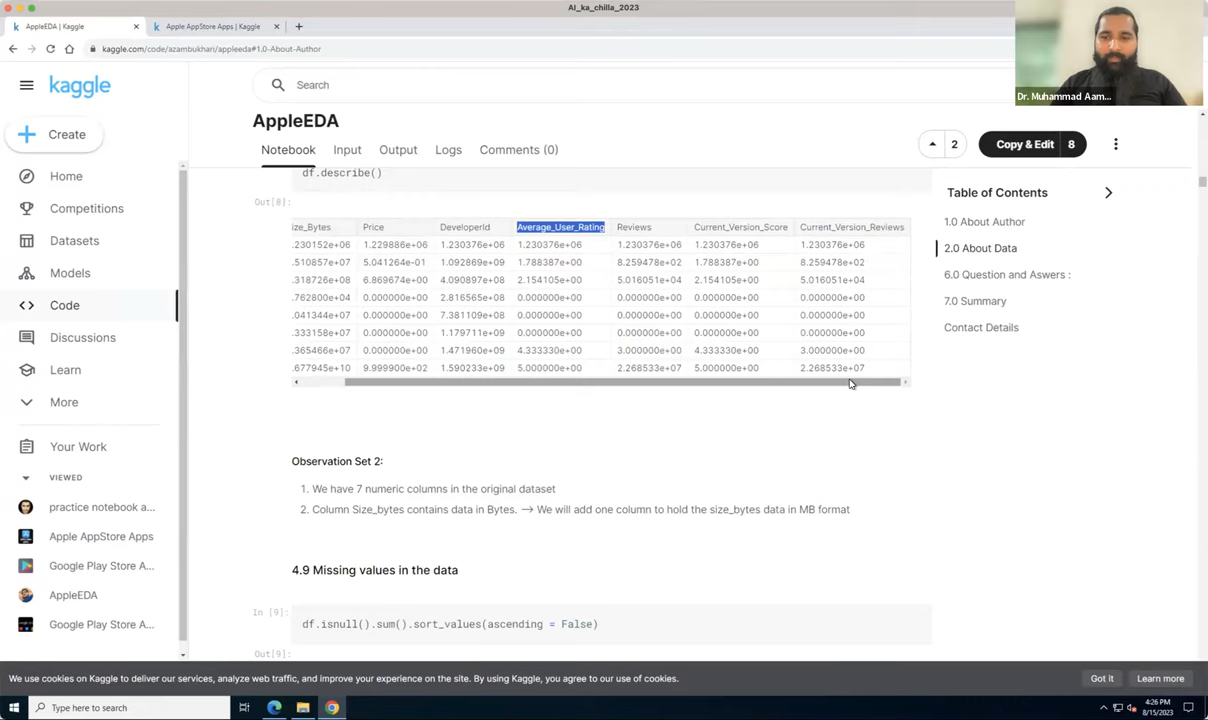 AI_ka_chilla_2023
AppleEDA | Kaggle
Apple AppStore Apps | Kaggle
kaggle.com/code/azambukhari/appleeda#1.0-About-Author
kaggle
Search
Dr. Muhammad Aam...
Create
AppleEDA
Notebook Input Output Logs Comments (0)
2
Copy & Edit 8
Home
Competitions
Datasets
Models
Code
Discussions
Learn
More
Your Work
VIEWED
practice notebook a...
Apple AppStore Apps
Google Play Store A...
AppleEDA
Google Play Store A...
df.describe()
Out[8]:
ize_Bytes Price DeveloperId Average_User_Rating Reviews Current_Version_Score Current_Version_Reviews
.230152e+06 1.229886e+06 1.230376e+06 1.230376e+06 1.230376e+06 1.230376e+06 1.230376e+06
.510857e+07 5.041264e-01 1.092869e+09 1.788387e+00 8.259478e+02 1.788387e+00 8.259478e+02
.318728e+08 6.869674e+00 4.090897e+08 2.154105e+00 5.016051e+04 2.154105e+00 5.016051e+04
.762800e+04 0.000000e+00 2.816565e+08 0.000000e+00 0.000000e+00 0.000000e+00 0.000000e+00
.041344e+07 0.000000e+00 7.381109e+08 0.000000e+00 0.000000e+00 0.000000e+00 0.000000e+00
.333158e+07 0.000000e+00 1.179711e+09 0.000000e+00 0.000000e+00 0.000000e+00 0.000000e+00
.365466e+07 0.000000e+00 1.471960e+09 4.333330e+00 3.000000e+00 4.333330e+00 3.000000e+00
.677945e+10 9.999900e+02 1.590233e+09 5.000000e+00 2.268533e+07 5.000000e+00 2.268533e+07
Observation Set 2:
1. We have 7 numeric columns in the original dataset
2. Column Size_bytes contains data in Bytes. --> We will add one column to hold the size_bytes data in MB format
4.9 Missing values in the data
In [9]:
df.isnull().sum().sort_values(ascending = False)
Out[9]:
Table of Contents
1.0 About Author
2.0 About Data
6.0 Question and Aswers :
7.0 Summary
Contact Details
We use cookies on Kaggle to deliver our services, analyze web traffic, and improve your experience on the site. By using Kaggle, you agree to our use of cookies.
Got it
Learn more
Type here to search
4:26 PM
8/15/2023